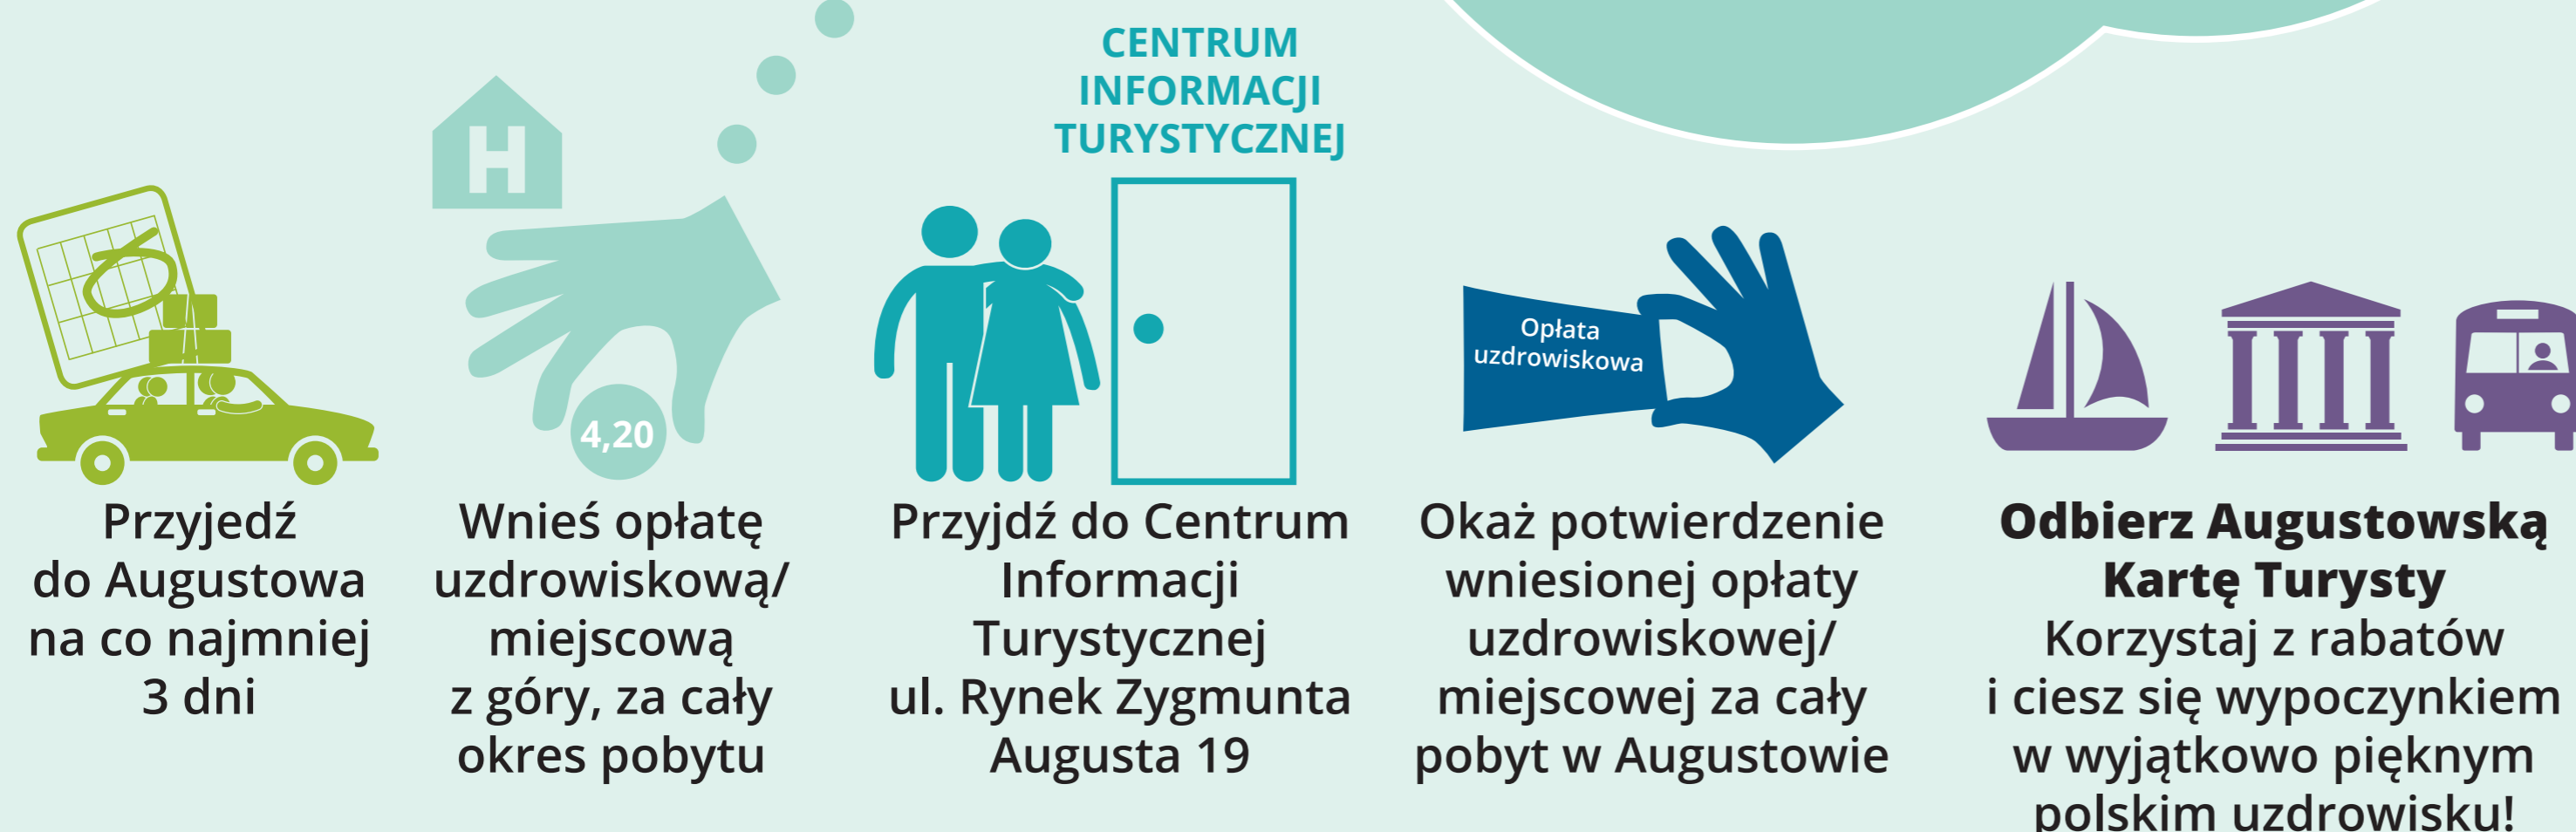 CENTRUM
INFORMACJI
TURYSTYCZNEJ
H
4,20
Opłata
uzdrowiskowa
Przyjedź
do Augustowa
na co najmniej
3 dni
Wnieś opłatę
uzdrowiskową/
miejscową
z góry, za cały
okres pobytu
Przyjdź do Centrum
Informacji
Turystycznej
ul. Rynek Zygmunta
Augusta 19
Okaż potwierdzenie
wniesionej opłaty
uzdrowiskowej/
miejscowej za cały
pobyt w Augustowie
Odbierz Augustowską
Kartę Turysty
Korzystaj z rabatów
i ciesz się wypoczynkiem
w wyjątkowo pięknym
polskim uzdrowisku!